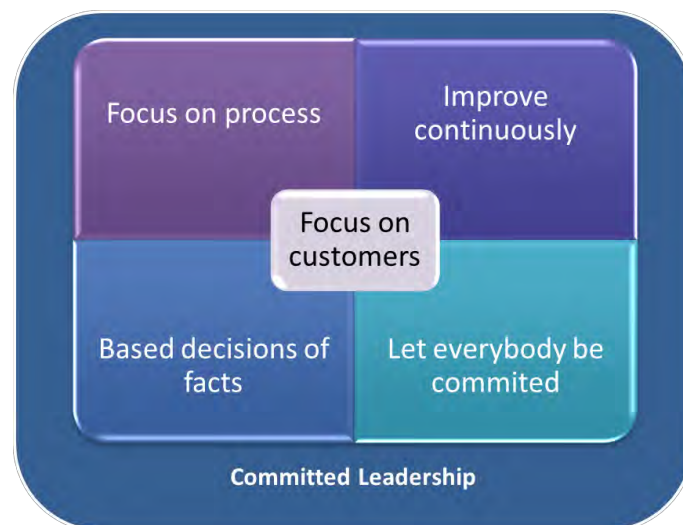 Focus on process
Improve
continuously
Focus on
customers
Based decisions of
facts
Let everybody be
commited
Committed Leadership